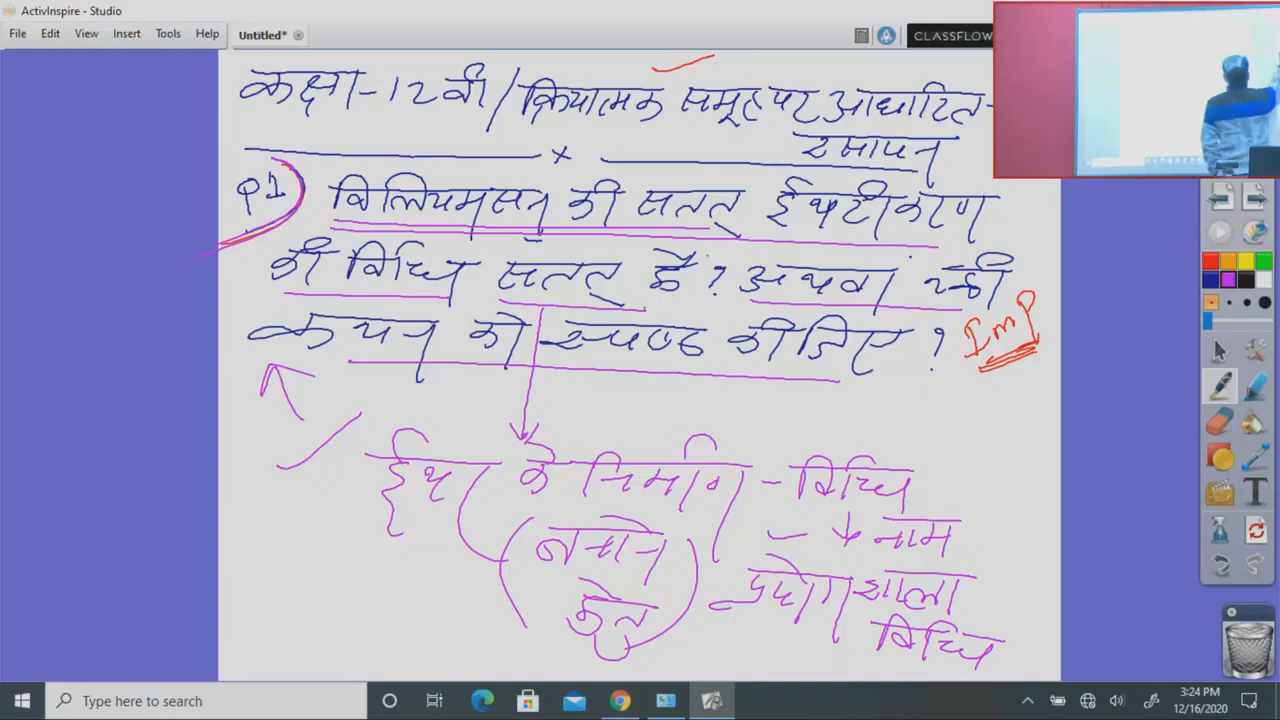 ActivInspire - Studio
File Edit View Insert Tools Help
Untitled*
CLASSFLOW
कक्षा-12वी / क्रियात्मक समूह पर आधारित-
रसायन
Q1 विलियमसन् की सतत् ईथरीकरण
की विधि सतत् है? अथवा इसी
कथन को स्पष्ट कीजिए?
Imp
ईथर के निर्माण - विधि
बनाने नाम
हेतु प्रयोगशाला
विधि
Type here to search
3:24 PM
12/16/2020